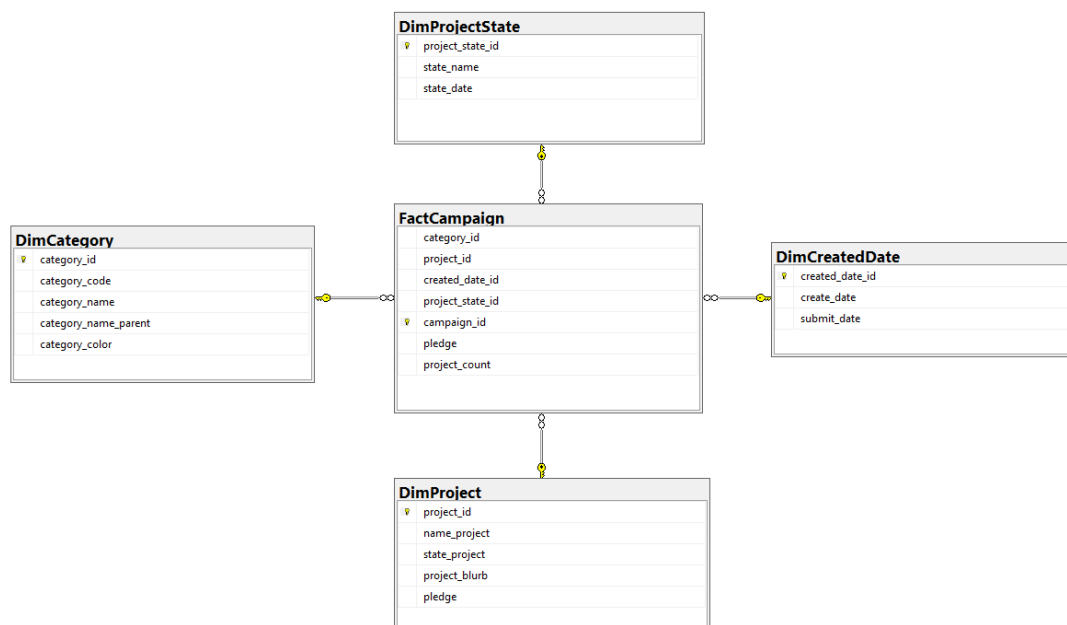 DimProjectState
project_state_id
state_name
state_date
FactCampaign
category_id
project_id
created_date_id
project_state_id
campaign_id
pledge
project_count
DimCategory
category_id
category_code
category_name
category_name_parent
category_color
DimCreatedDate
created_date_id
create_date
submit_date
DimProject
project_id
name_project
state_project
project_blurb
pledge